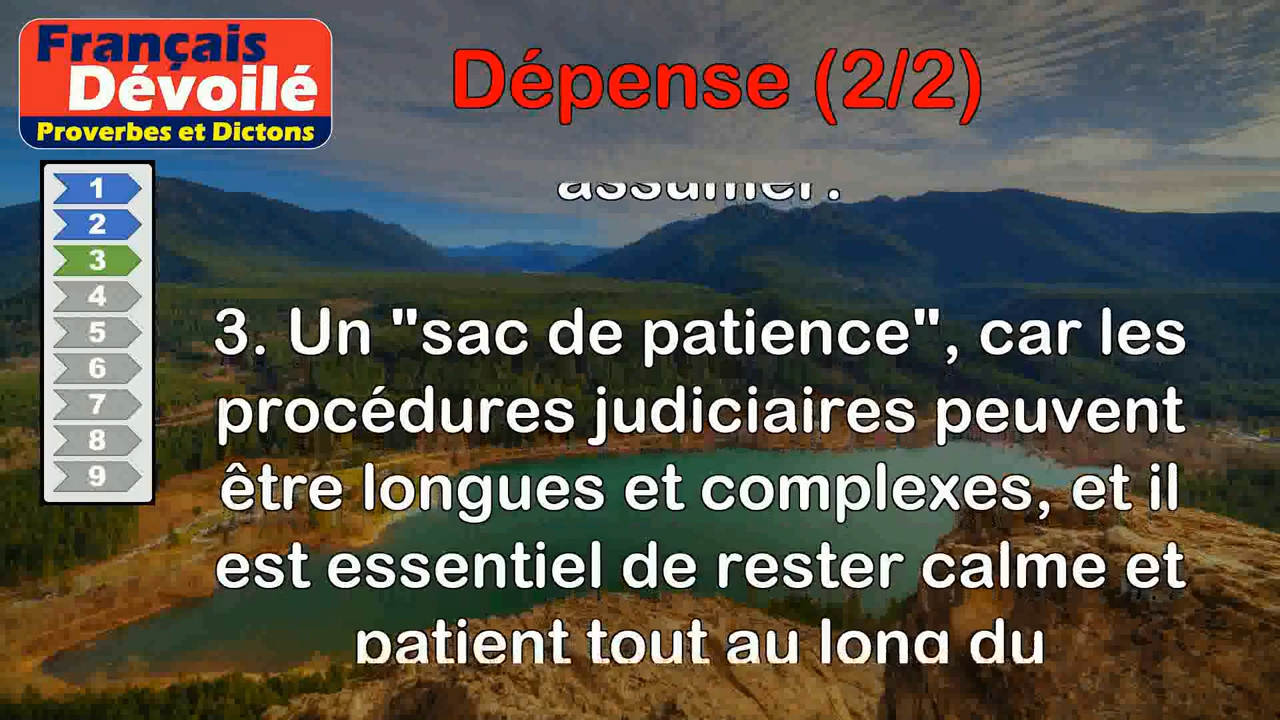 Français
Dévoilé
Proverbes et Dictons
Dépense (2/2)
1
2
3
4
5
6
7
8
9
assumer.
3. Un "sac de patience", car les
procédures judiciaires peuvent
être longues et complexes, et il
est essentiel de rester calme et
patient tout au long du